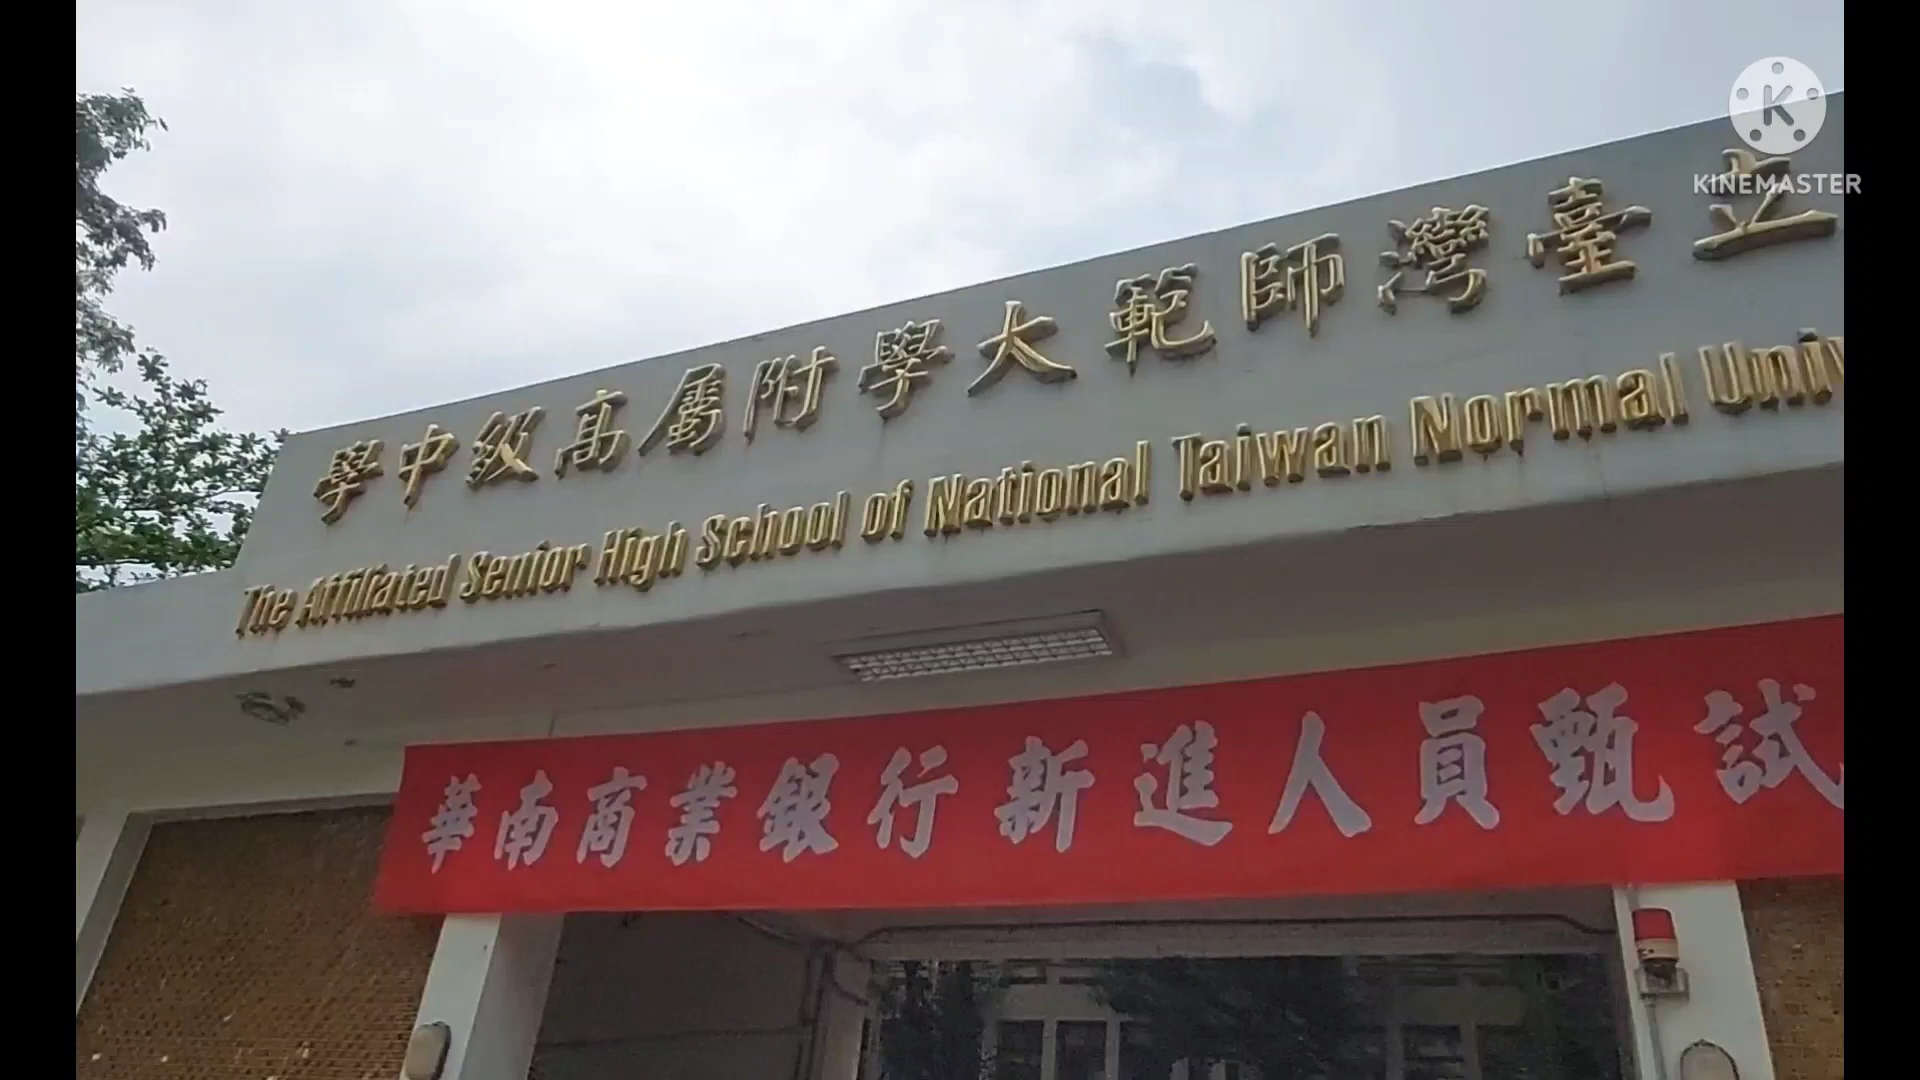 KINEMASTER
立臺灣師範大學附屬高級中學
The Affiliated Senior High School of National Taiwan Normal Univ
華南商業銀行新進人員甄試